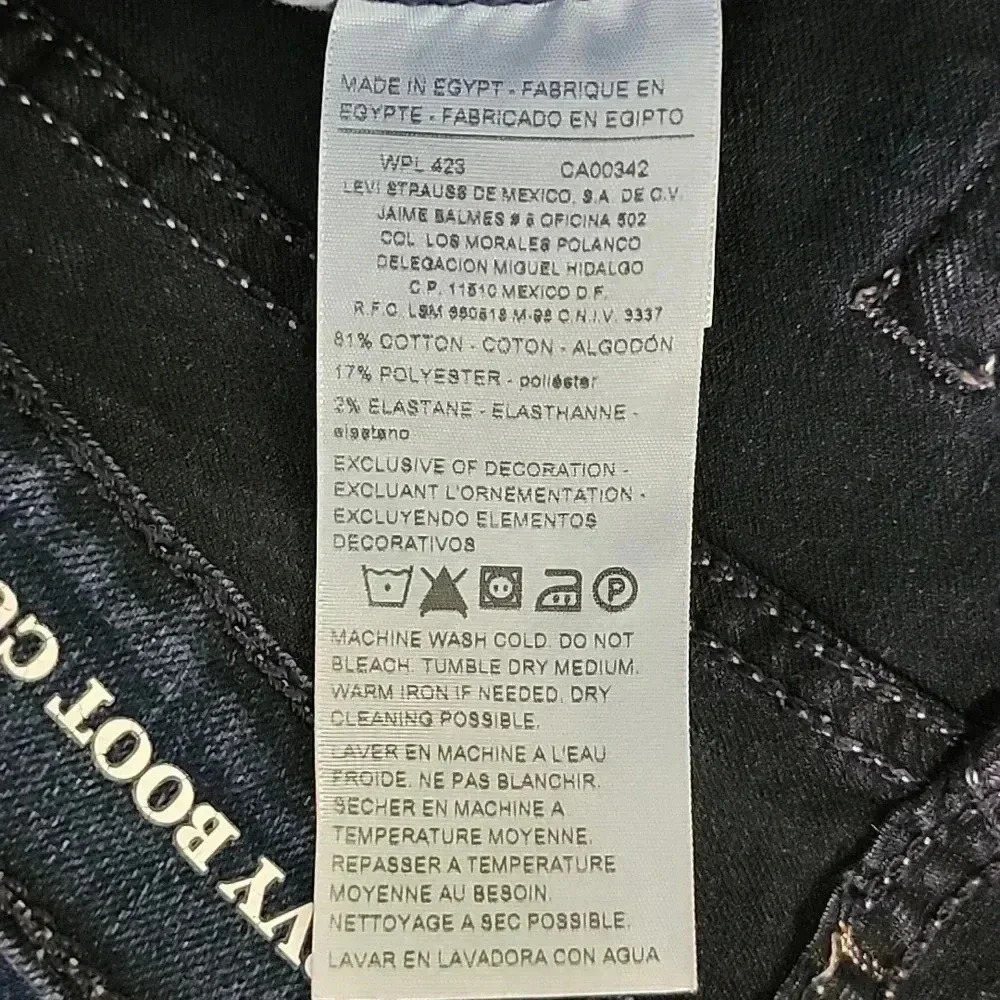 MADE IN EGYPT - FABRIQUE EN
EGYPTE - FABRICADO EN EGIPTO
WPL 423 CA00342
LEVI STRAUSS DE MEXICO, S.A. DE C.V.
JAIME BALMES # 8 OFICINA 502
COL. LOS MORALES POLANCO
DELEGACION MIGUEL HIDALGO
C.P. 11510 MEXICO D.F.
R.F.C. C.N.I.V. 3337
81% COTTON - COTON - ALGODÓN
17% POLYESTER - poliéster
2% ELASTANE - ELASTHANNE -
elastano
EXCLUSIVE OF DECORATION -
EXCLUANT L'ORNEMENTATION -
EXCLUYENDO ELEMENTOS
DECORATIVOS
P
MACHINE WASH COLD. DO NOT
BLEACH. TUMBLE DRY MEDIUM.
WARM IRON IF NEEDED. DRY
CLEANING POSSIBLE.
LAVER EN MACHINE A L'EAU
FROIDE. NE PAS BLANCHIR.
SECHER EN MACHINE A
TEMPERATURE MOYENNE.
REPASSER A TEMPERATURE
MOYENNE AU BESOIN.
NETTOYAGE A SEC POSSIBLE.
LAVAR EN LAVADORA CON AGUA
VY BOOT CU